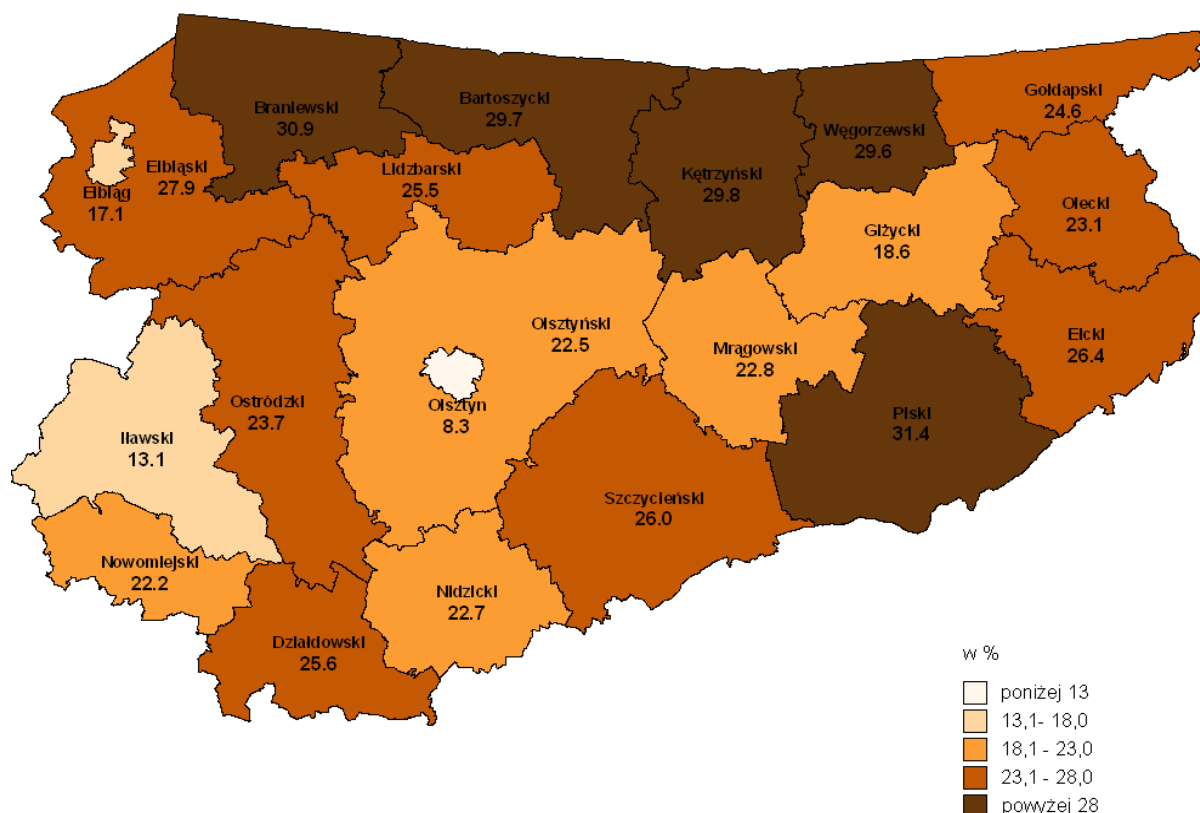 Gołdapski
24.6
Braniewski
30.9
Bartoszycki
29.7
Węgorzewski
29.6
Elbląski
27.9
Elbląg
17.1
Lidzbarski
25.5
Kętrzyński
29.8
Olecki
23.1
Giżycki
18.6
Olsztyński
22.5
Mrągowski
22.8
Ełcki
26.4
Ostródzki
23.7
Olsztyn
8.3
Piski
31.4
Iławski
13.1
Szczycieński
26.0
Nowomiejski
22.2
Nidzicki
22.7
Działdowski
25.6
w %
poniżej 13
13,1- 18,0
18,1 - 23,0
23,1 - 28,0
powyżej 28